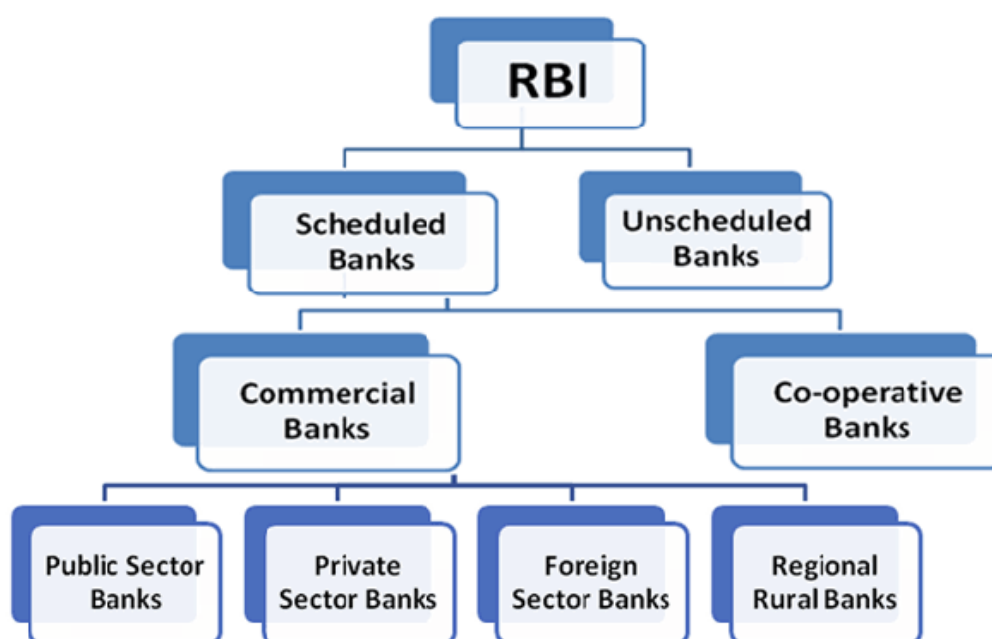 RBI
Scheduled
Banks
Unscheduled
Banks
Commercial
Banks
Co-operative
Banks
Public Sector
Banks
Private
Sector Banks
Foreign
Sector Banks
Regional
Rural Banks